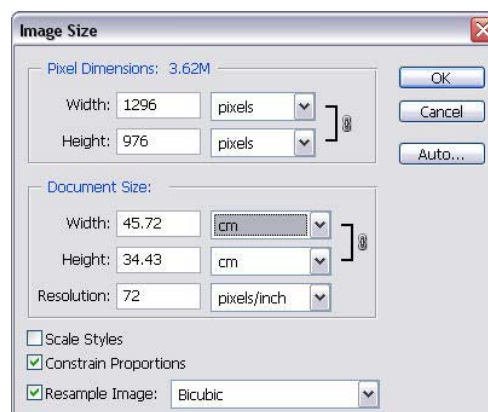 Image Size
Pixel Dimensions: 3.62M
Width: 1296 pixels
Height: 976 pixels
OK
Cancel
Auto...
Document Size:
Width: 45.72 cm
Height: 34.43 cm
Resolution: 72 pixels/inch
Scale Styles
Constrain Proportions
Resample Image: Bicubic